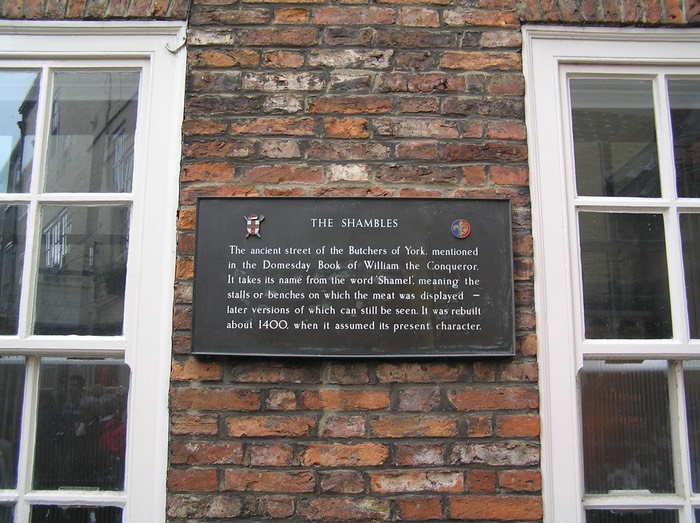 THE SHAMBLES
The ancient street of the Butchers of York, mentioned
in the Domesday Book of William the Conqueror.
It takes its name from the word 'Shamel', meaning the
stalls or benches on which the meat was displayed –
later versions of which can still be seen. It was rebuilt
about 1400, when it assumed its present character.